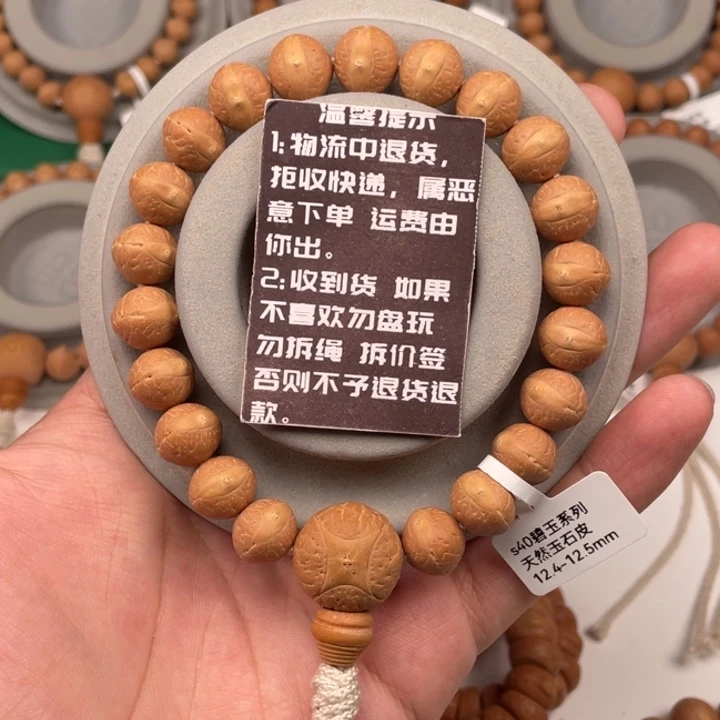 温馨提示
1:物流中退货，
拒收快递，属恶
意下单 运费由
你出。
2:收到货 如果
不喜欢勿盘玩
勿拆绳 拆价签
否则不予退货退
款。
s40碧玉系列
天然玉石皮
12.4-12.5mm